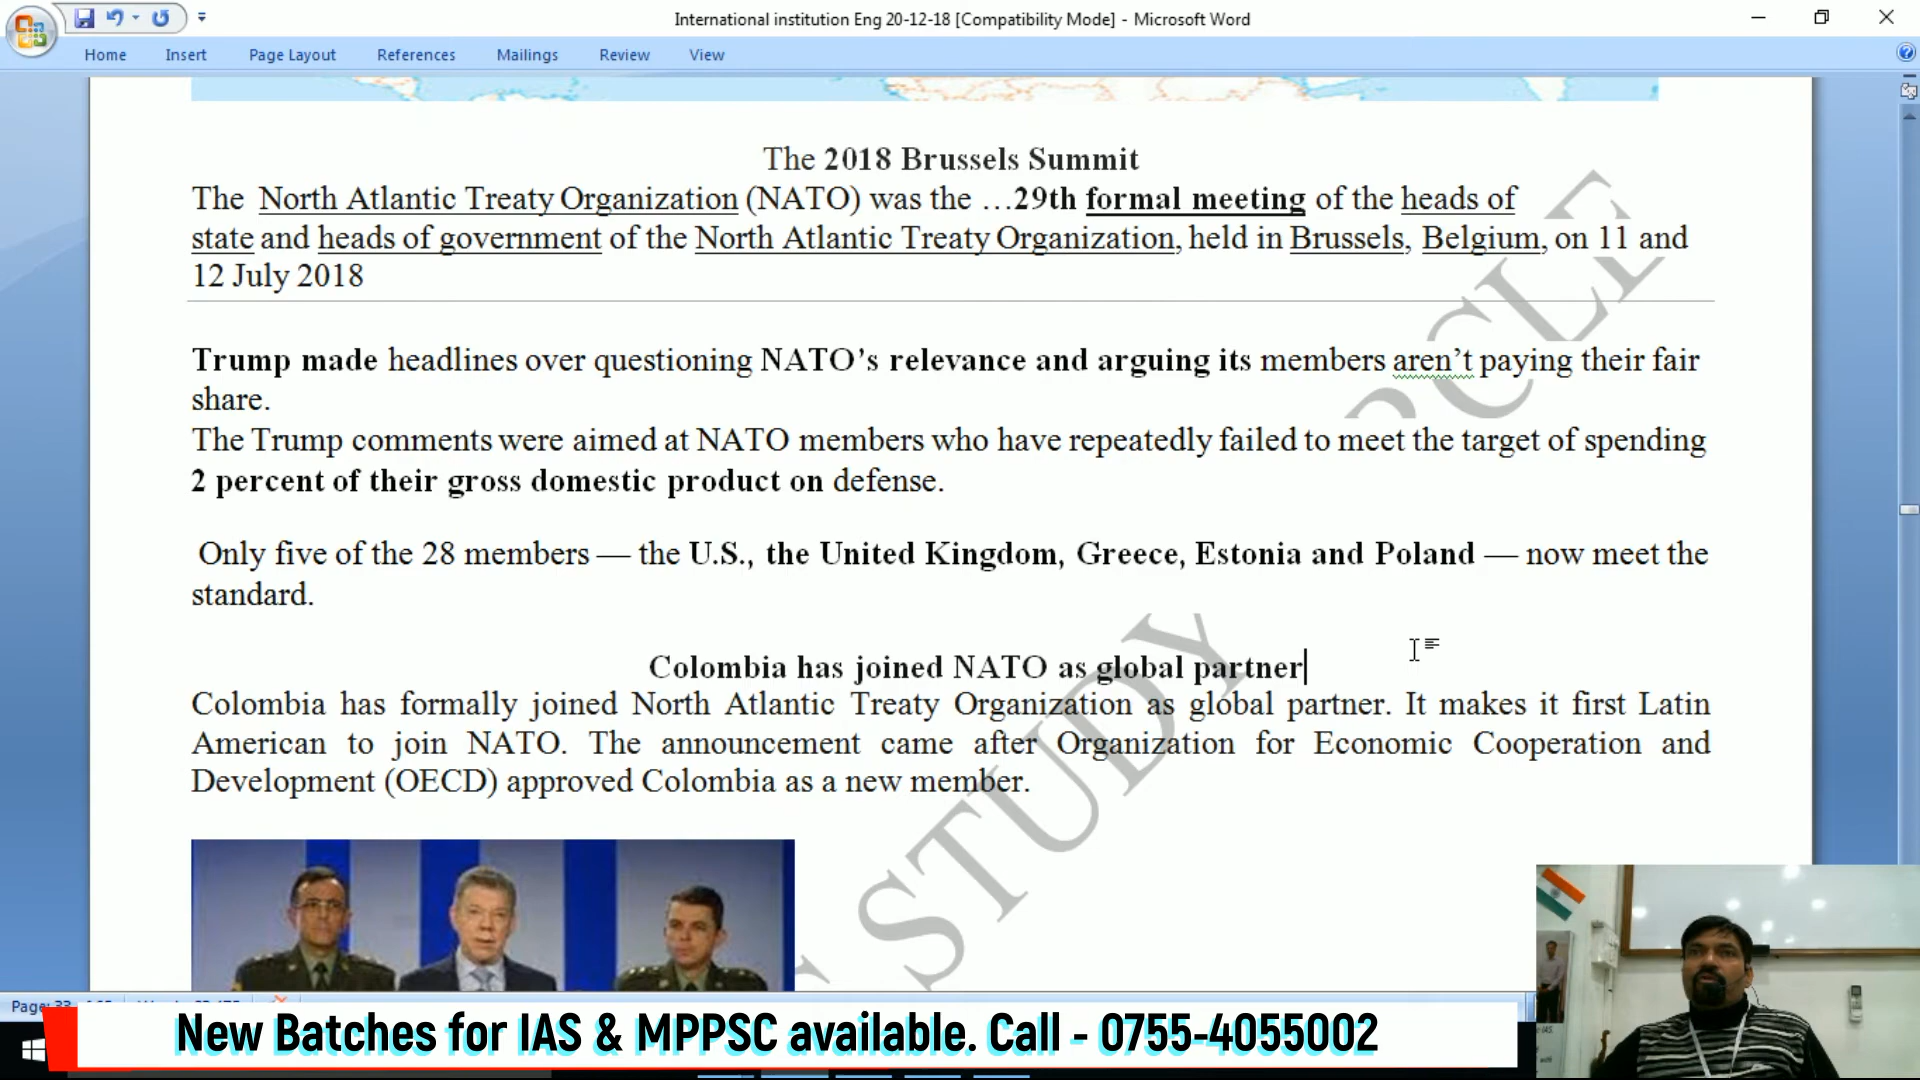 International institution Eng 20-12-18 [Compatibility Mode] - Microsoft Word
Home Insert Page Layout References Mailings Review View
The 2018 Brussels Summit
The North Atlantic Treaty Organization (NATO) was the …29th formal meeting of the heads of
state and heads of government of the North Atlantic Treaty Organization, held in Brussels, Belgium, on 11 and
12 July 2018
Trump made headlines over questioning NATO’s relevance and arguing its members aren’t paying their fair
share.
The Trump comments were aimed at NATO members who have repeatedly failed to meet the target of spending
2 percent of their gross domestic product on defense.
Only five of the 28 members — the U.S., the United Kingdom, Greece, Estonia and Poland — now meet the
standard.
Colombia has joined NATO as global partner
Colombia has formally joined North Atlantic Treaty Organization as global partner. It makes it first Latin
American to join NATO. The announcement came after Organization for Economic Cooperation and
Development (OECD) approved Colombia as a new member.
STUDY
New Batches for IAS & MPPSC available. Call - 0755-4055002